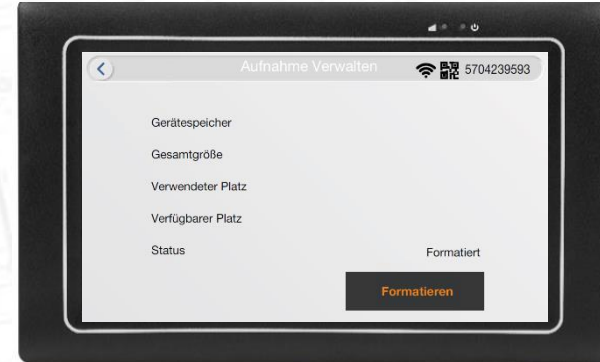 Aufnahme Verwalten 5704239593
Gerätespeicher
Gesamtgröße
Verwendeter Platz
Verfügbarer Platz
Status Formatiert
Formatieren